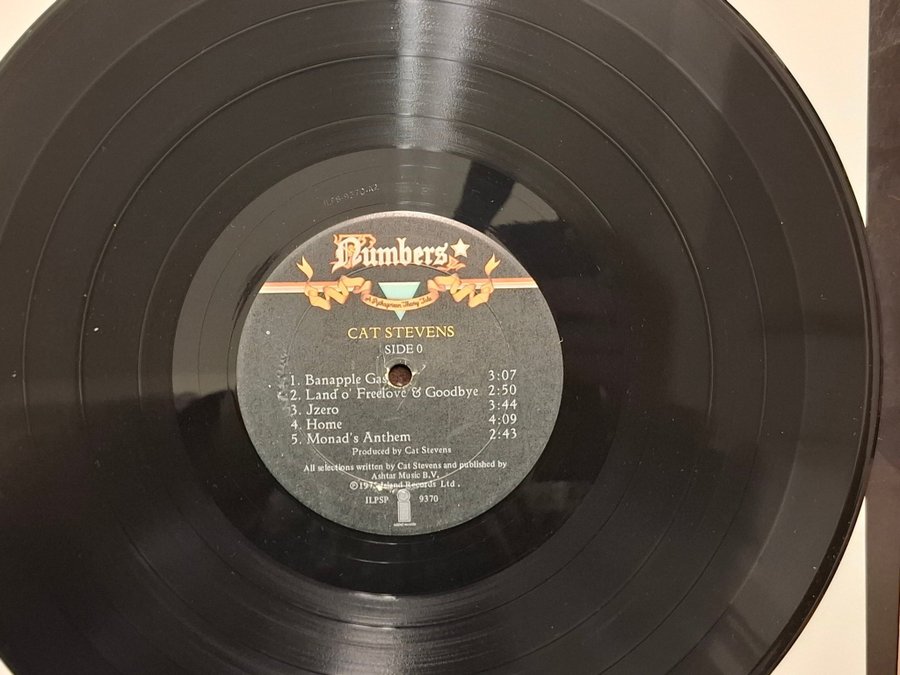 Numbers
A Pythagorean Theory Tale
CAT STEVENS
SIDE 0
1. Banapple Gas 3:07
2. Land o' Freelove & Goodbye 2:50
3. Jzero 3:44
4. Home 4:09
5. Monad's Anthem 2:43
Produced by Cat Stevens
All selections written by Cat Stevens and published by
Ashtar Music B.V.
Island Records Ltd.
ILPSP 9370